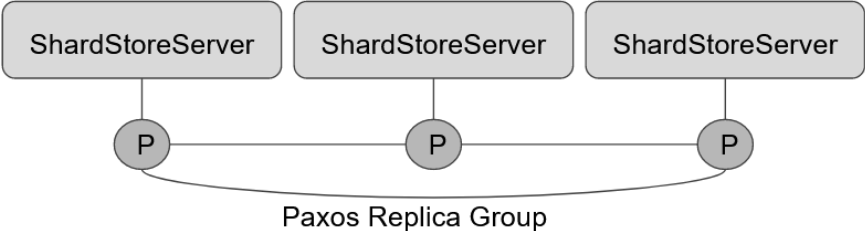 ShardStoreServer ShardStoreServer ShardStoreServer
P P P
Paxos Replica Group